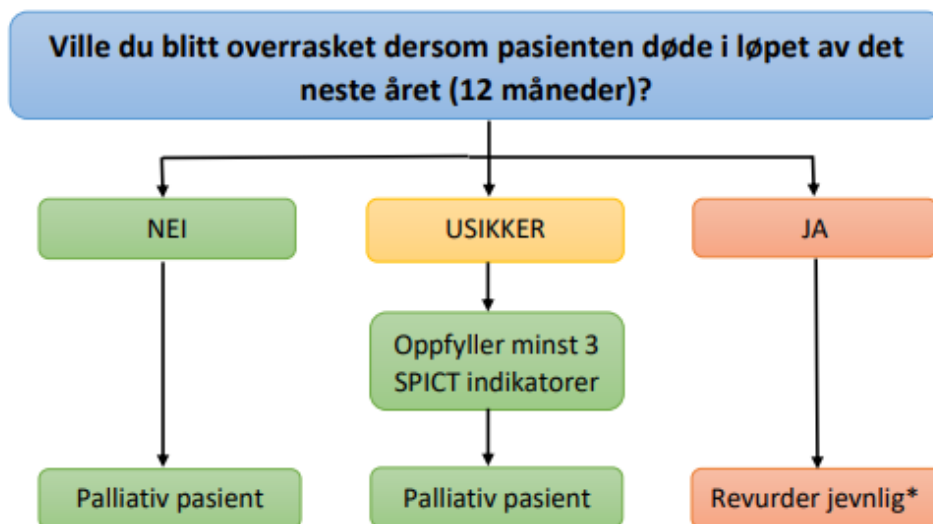 Ville du blitt overrasket dersom pasienten døde i løpet av det
neste året (12 måneder)?
NEI
USIKKER
JA
Oppfyller minst 3
SPICT indikatorer
Palliativ pasient
Palliativ pasient
Revurder jevnlig*